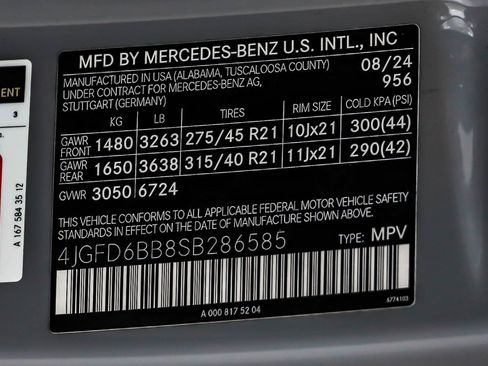 MFD BY MERCEDES-BENZ U.S. INTL., INC
MANUFACTURED IN USA (ALABAMA, TUSCALOOSA COUNTY) 08/24
UNDER CONTRACT FOR MERCEDES-BENZ AG, 956
STUTTGART (GERMANY)
KG LB TIRES RIM SIZE COLD KPA (PSI)
GAWR FRONT 1480 3263 275/45 R21 10Jx21 300(44)
GAWR REAR 1650 3638 315/40 R21 11Jx21 290(42)
GVWR 3050 6724
THIS VEHICLE CONFORMS TO ALL APPLICABLE FEDERAL MOTOR VEHICLE SAFETY
STANDARDS IN EFFECT ON THE DATE OF MANUFACTURE SHOWN ABOVE.
4JGFD6BB8SB286585 TYPE: MPV
A 000 817 52 04
6774103
3
A 167 584 35 12